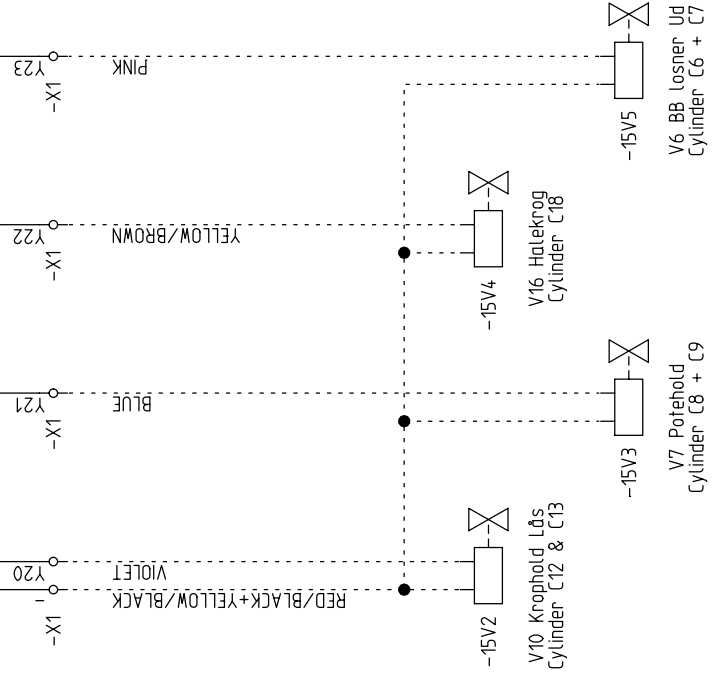 Y23
-X1
PINK
-15V5
V6 BB losner Ud
Cylinder C6 + C7
Y22
-X1
YELLOW/BROWN
-15V4
V16 Halekrog
Cylinder C18
Y21
-X1
BLUE
-15V3
V7 Potehold
Cylinder C8 + C9
Y20
-
-X1
VIOLET
RED/BLACK+YELLOW/BLACK
-15V2
V10 Krophold Lås
Cylinder C12 & C13